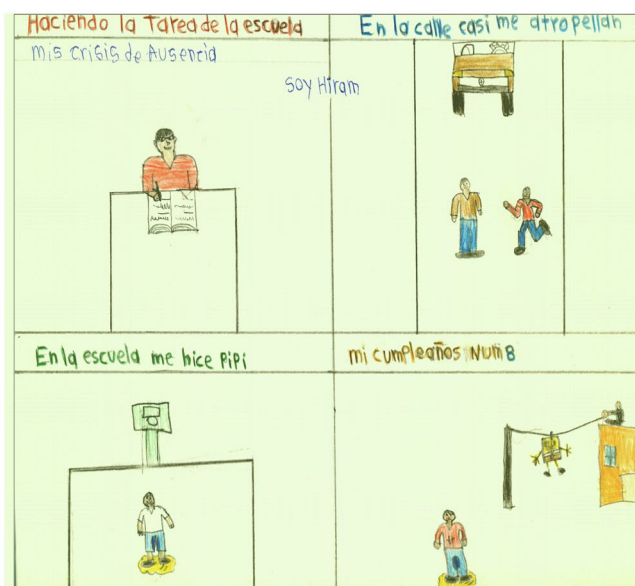 Haciendo la Tarea de la escuela
En la calle casi me atropellan
mis crisis de Ausencia
Soy Hiram
En la escuela me hice pipi
mi cumpleaños Num 8